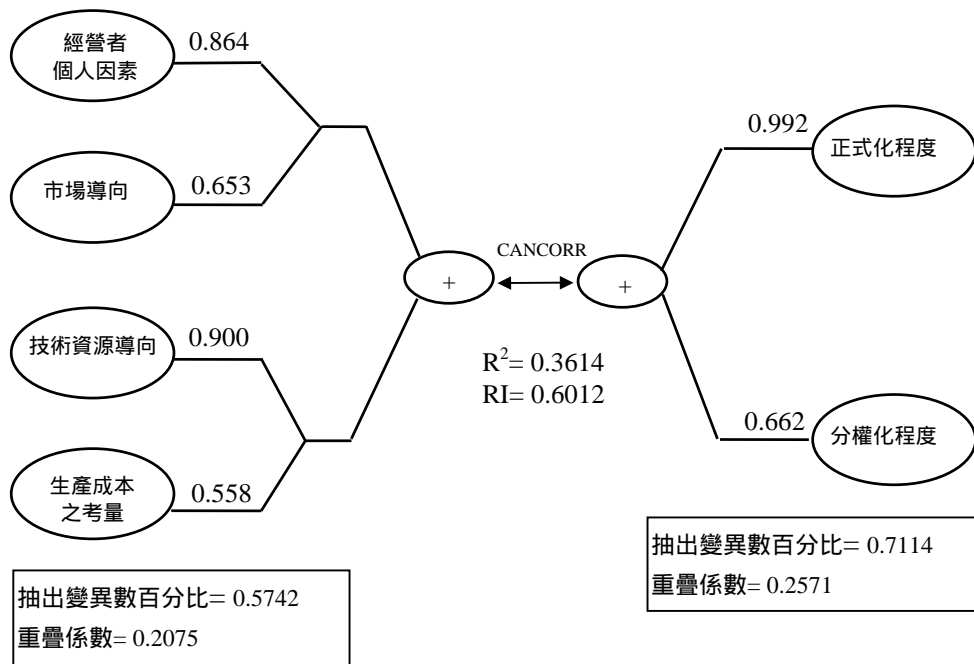 經營者
個人因素
0.864
市場導向
0.653
技術資源導向
0.900
生產成本
之考量
0.558
+
CANCORR
+
R²= 0.3614
RI= 0.6012
0.992
正式化程度
0.662
分權化程度
抽出變異數百分比= 0.5742
重疊係數= 0.2075
抽出變異數百分比= 0.7114
重疊係數= 0.2571